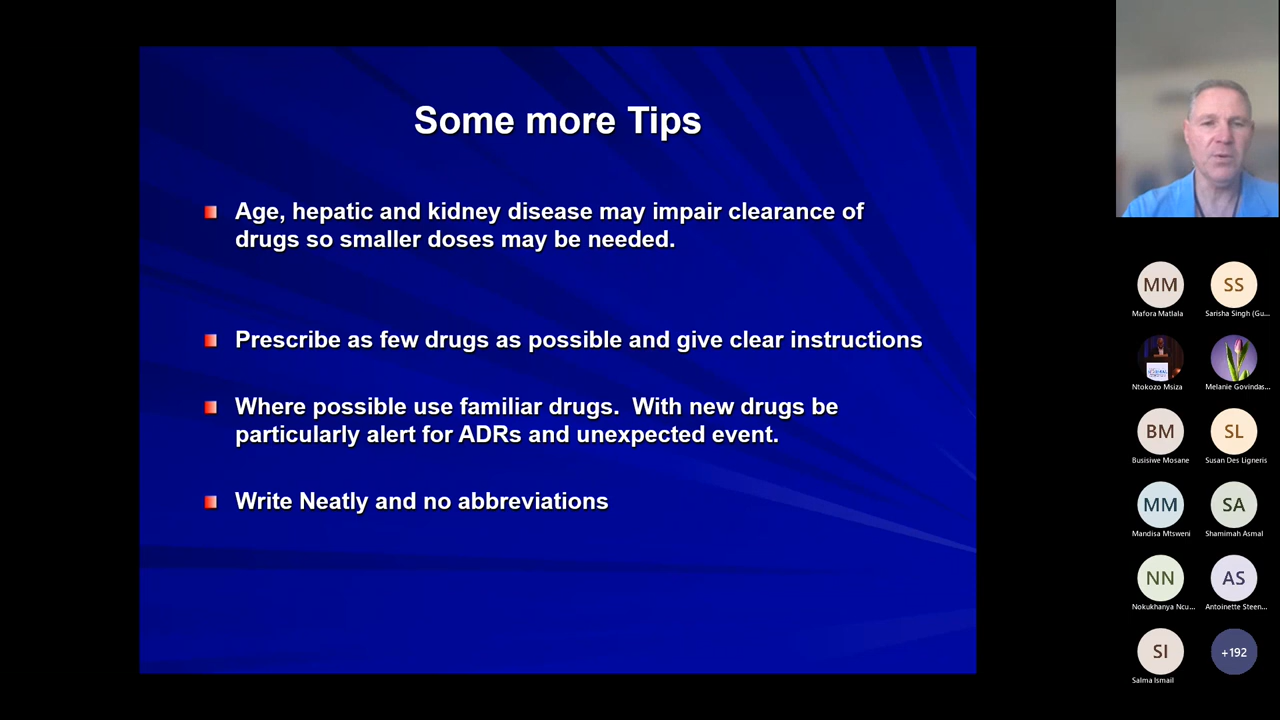 Some more Tips
Age, hepatic and kidney disease may impair clearance of
drugs so smaller doses may be needed.
Prescribe as few drugs as possible and give clear instructions
Where possible use familiar drugs.  With new drugs be
particularly alert for ADRs and unexpected event.
Write Neatly and no abbreviations
MM
SS
Mafora Matlala
Sarisha Singh (Gu...
Ntokozo Msiza
Melanie Govindas...
BM
SL
Busisiwe Mosane
Susan Des Ligneris
MM
SA
Mandisa Mtsweni
Shamimah Asmal
NN
AS
Nokukhanya Ncu...
Antoinette Steen...
SI
+192
Salma Ismail